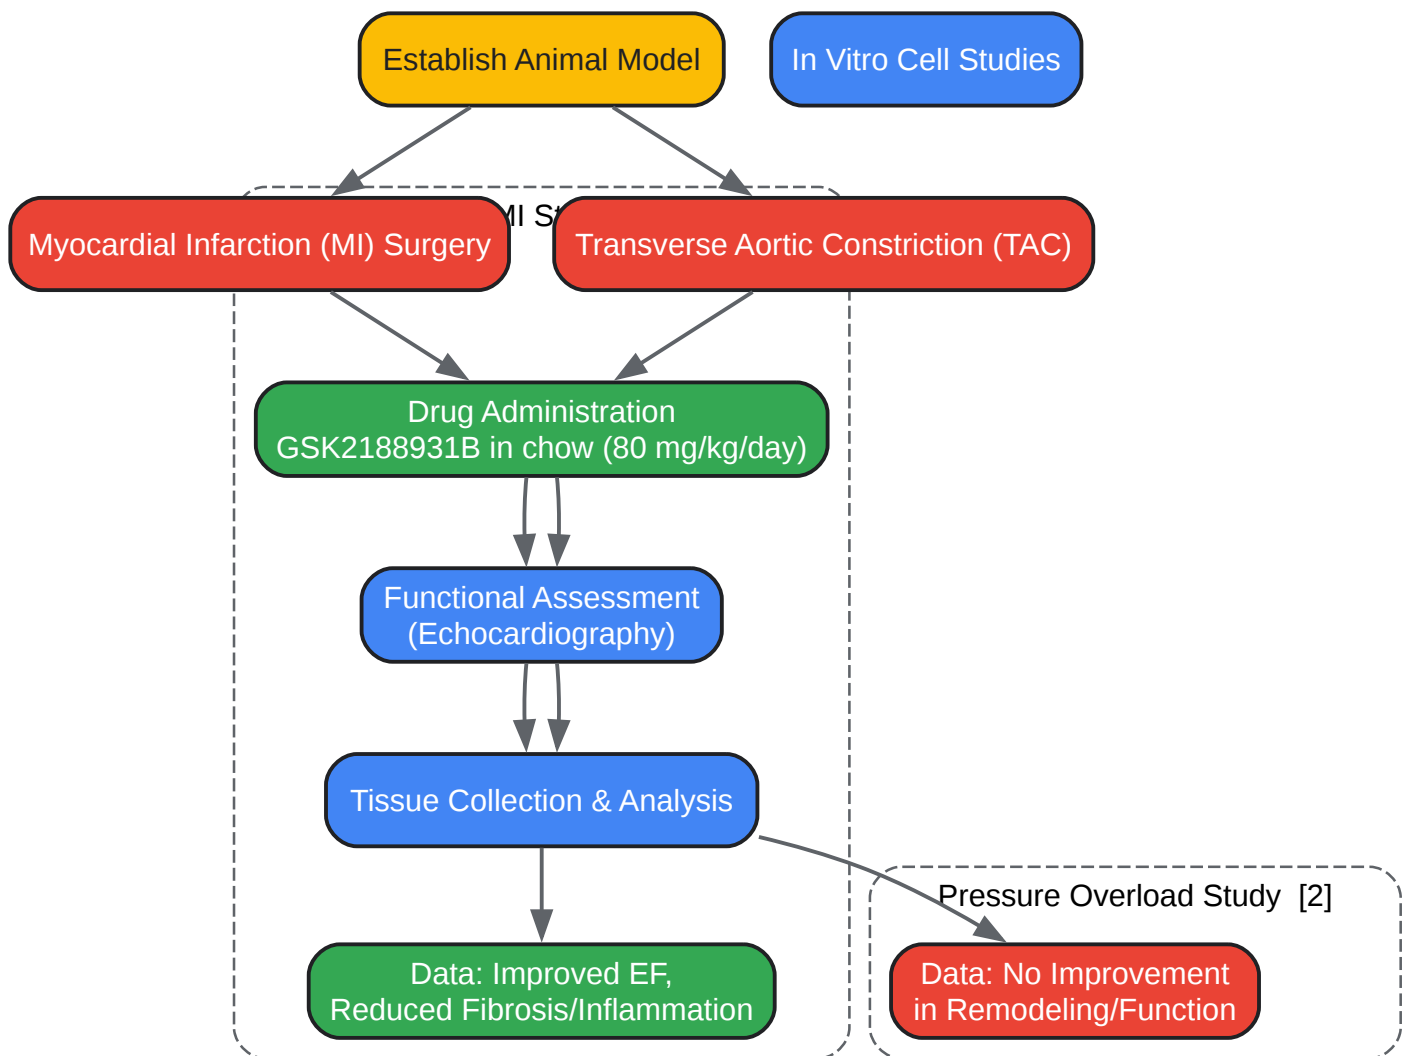 Establish Animal Model
In Vitro Cell Studies
MI
Myocardial Infarction (MI) Surgery
Transverse Aortic Constriction (TAC)
Drug Administration
GSK2188931B in chow (80 mg/kg/day)
Functional Assessment
(Echocardiography)
Tissue Collection & Analysis
Pressure Overload Study [2]
Data: Improved EF,
Reduced Fibrosis/Inflammation
Data: No Improvement
in Remodeling/Function